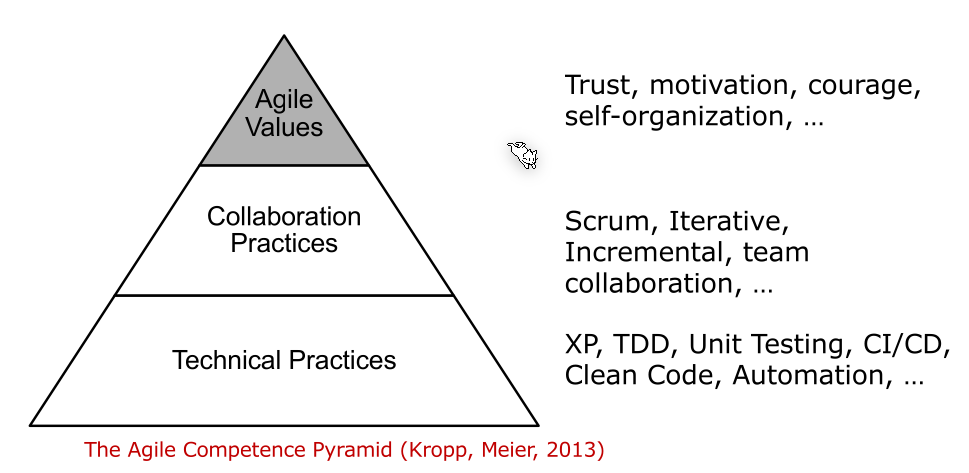 Agile
Values
Trust, motivation, courage,
self-organization, …
Collaboration
Practices
Scrum, Iterative,
Incremental, team
collaboration, …
Technical Practices
XP, TDD, Unit Testing, CI/CD,
Clean Code, Automation, …
The Agile Competence Pyramid (Kropp, Meier, 2013)